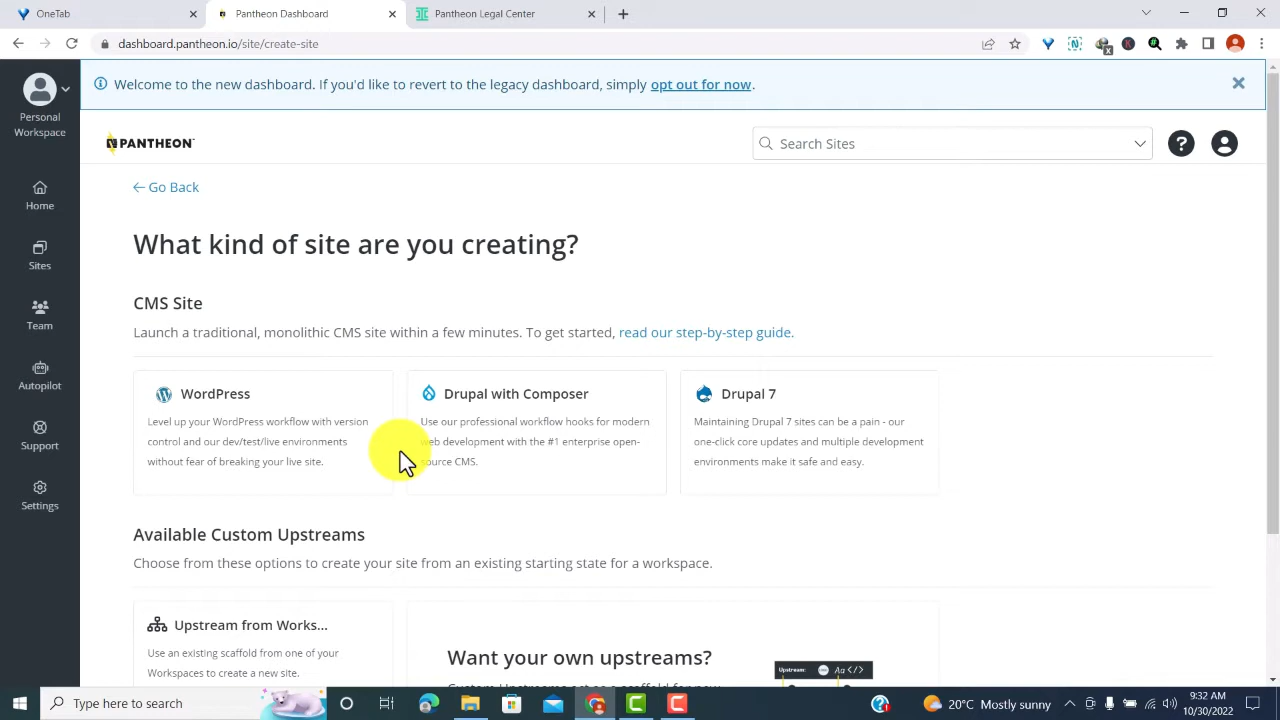 OneTab
Dashboard
Pantheon Legal Center
dashboard.pantheon.io/site/create-site
Welcome to the new dashboard. If you'd like to revert to the legacy dashboard, simply opt out for now.
Personal
Workspace
PANTHEON
Search Sites
Go Back
Home
What kind of site are you creating?
Sites
CMS Site
Team
Launch a traditional, monolithic CMS site within a few minutes. To get started, read our step-by-step guide.
Autopilot
WordPress
Level up your WordPress workflow with version
control and our dev/test/live environments
without fear of breaking your live site.
Drupal with Composer
Use our professional workflow hooks for modern
web development with the #1 enterprise open-
source CMS.
Drupal 7
Maintaining Drupal 7 sites can be a pain - our
one-click core updates and multiple development
environments make it safe and easy.
Support
Settings
Available Custom Upstreams
Choose from these options to create your site from an existing starting state for a workspace.
Upstream from Works...
Use an existing scaffold from one of your
Workspaces to create a new site.
Want your own upstreams?
Upstream: Aa </>
Type here to search
20°C Mostly sunny
9:32 AM
10/30/2022